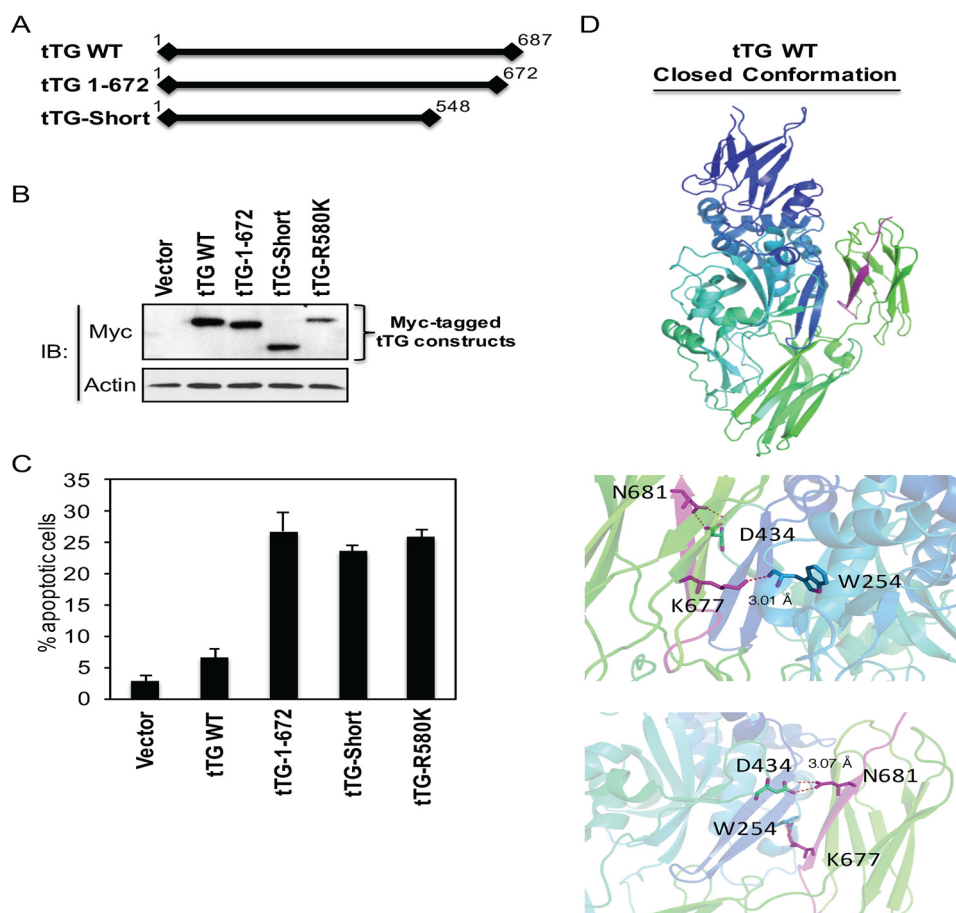 A
tTG WT
1
687
tTG 1-672
1
672
tTG-Short
1
548
B
Vector
tTG WT
tTG-1-672
tTG-Short
tTG-R580K
IB:
Myc
Actin
Myc-tagged
tTG constructs
C
% apoptotic cells
35
30
25
20
15
10
5
0
Vector
tTG WT
tTG-1-672
tTG-Short
tTG-R580K
D
tTG WT
Closed Conformation
N681
D434
W254
K677
3.01 Å
D434
3.07 Å
N681
W254
K677